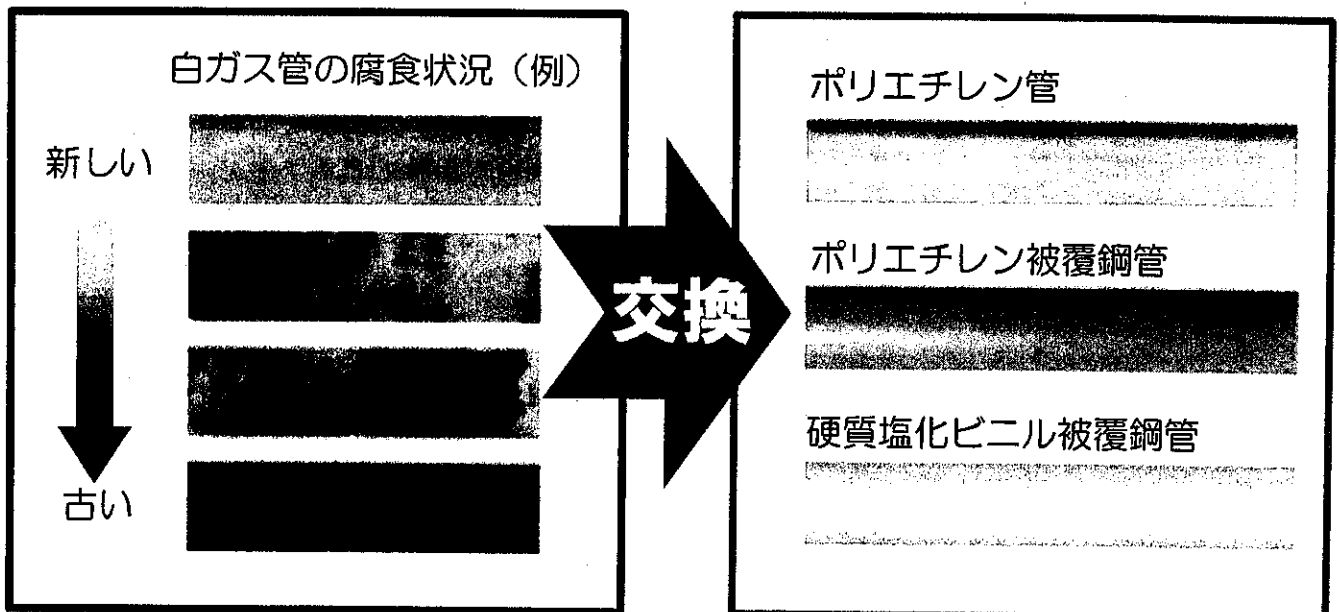 白ガス管の腐食状況（例）
新しい
古い
交換
ポリエチレン管
ポリエチレン被覆鋼管
硬質塩化ビニル被覆鋼管